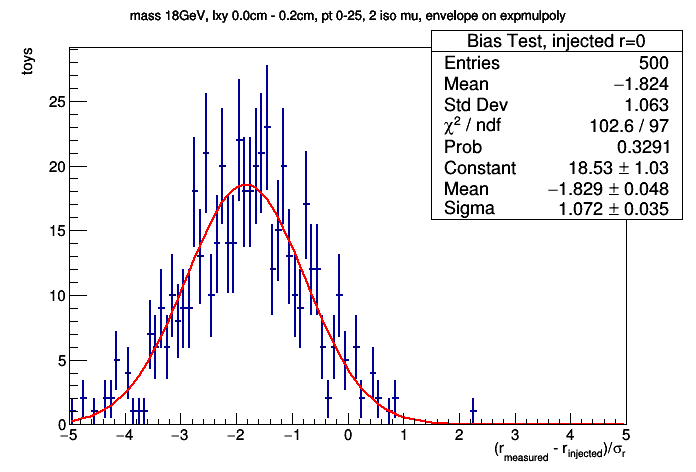 mass 18GeV, lxy 0.0cm - 0.2cm, pt 0-25, 2 iso mu, envelope on expmulpoly
Bias Test, injected r=0
Entries 500
Mean −1.824
Std Dev 1.063
χ² / ndf 102.6 / 97
Prob 0.3291
Constant 18.53 ± 1.03
Mean −1.829 ± 0.048
Sigma 1.072 ± 0.035
toys
25
20
15
10
5
0
−5 −4 −3 −2 −1 0 1 2 3 4 5
(r_measured - r_injected)/σ_r